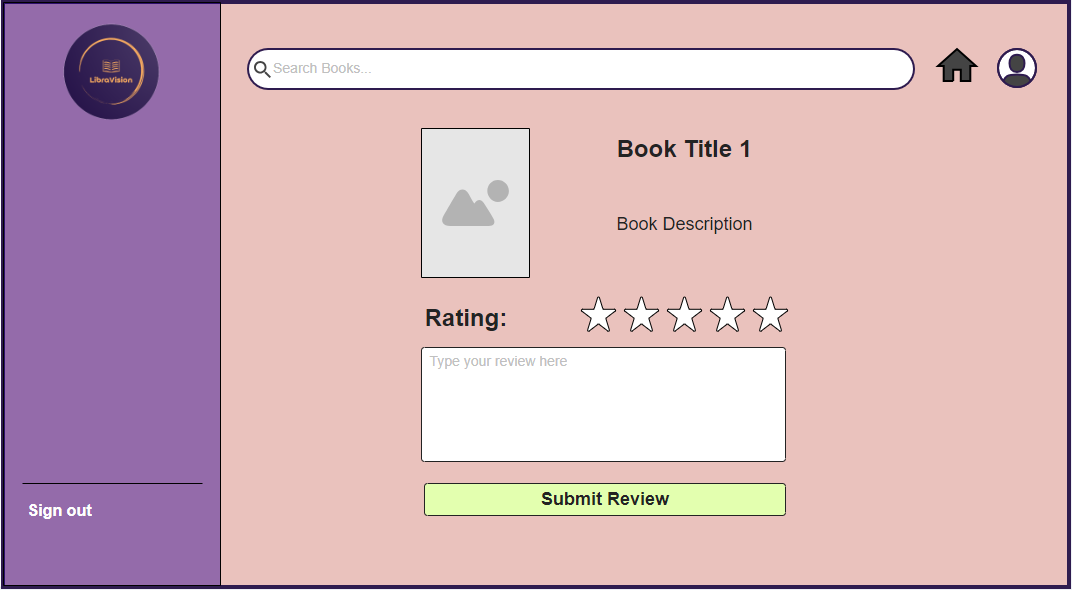 LibraVision
Search Books...
Book Title 1
Book Description
Rating:
Type your review here
Submit Review
Sign out